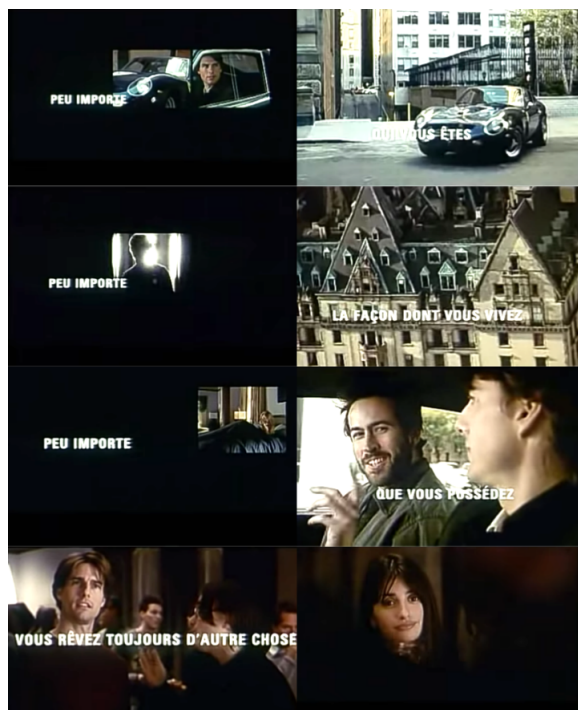 PEU IMPORTE
QUI VOUS ÊTES
PEU IMPORTE
LA FAÇON DONT VOUS VIVEZ
PEU IMPORTE
QUE VOUS POSSÉDEZ
VOUS RÊVEZ TOUJOURS D'AUTRE CHOSE